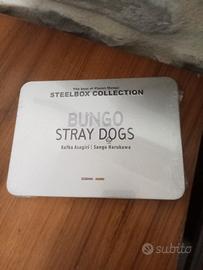 The best of Planet Manga
STEELBOX COLLECTION
BUNGO
STRAY DOGS
Kafka Asagiri | Sango Harukawa
subito